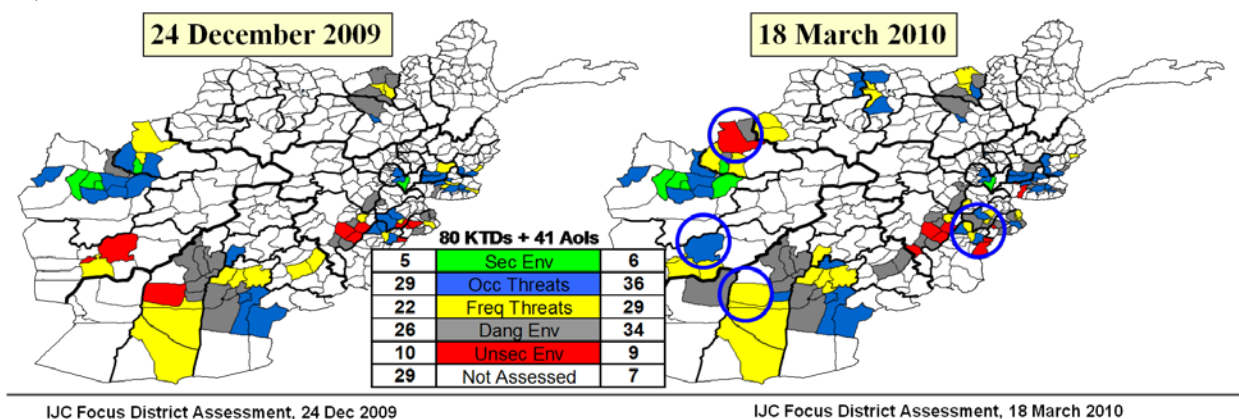 24 December 2009
18 March 2010
80 KTDs + 41 AoIs
5 Sec Env 6
29 Occ Threats 36
22 Freq Threats 29
26 Dang Env 34
10 Unsec Env 9
29 Not Assessed 7
IJC Focus District Assessment, 24 Dec 2009
IJC Focus District Assessment, 18 March 2010